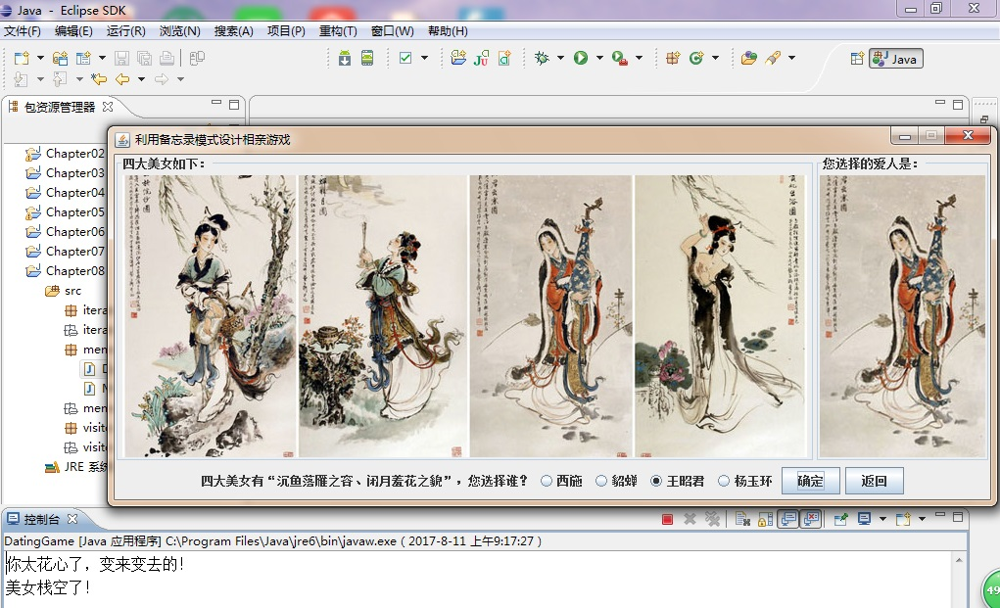 Java - Eclipse SDK
文件(F) 编辑(E) 运行(R) 浏览(N) 搜索(A) 项目(P) 重构(T) 窗口(W) 帮助(H)
Java
包资源管理器
Chapter02
Chapter03
Chapter04
Chapter05
Chapter06
Chapter07
Chapter08
src
itera
itera
mem
mem
visito
visito
JRE 系统
利用备忘录模式设计相亲游戏
四大美女如下：
您选择的爱人是：
四大美女有“沉鱼落雁之容、闭月羞花之貌”，您选择谁？ 西施 貂蝉 王昭君 杨玉环 确定 返回
控制台
DatingGame [Java 应用程序] C:\Program Files\Java\jre6\bin\javaw.exe ( 2017-8-11 上午9:17:27 )
你太花心了，变来变去的！
美女栈空了！
49